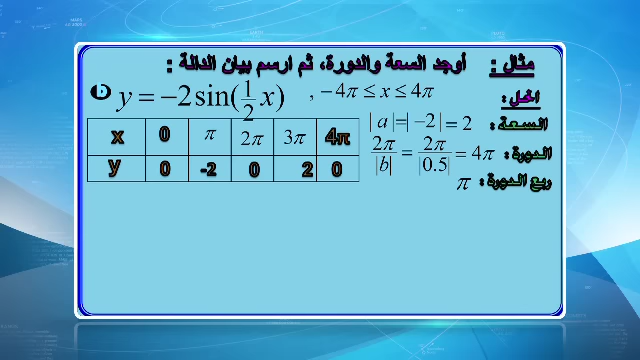 مثال : أوجد السعة والدورة، ثم ارسم بيان الدالة :
b y = −2 sin(1/2 x) , −4π ≤ x ≤ 4π
الحل :
السعة : |a|=|−2|= 2
الدورة : 2π/|b| = 2π/|0.5| = 4π
ربع الدورة : π
x 0 π 2π 3π 4π
y 0 -2 0 2 0